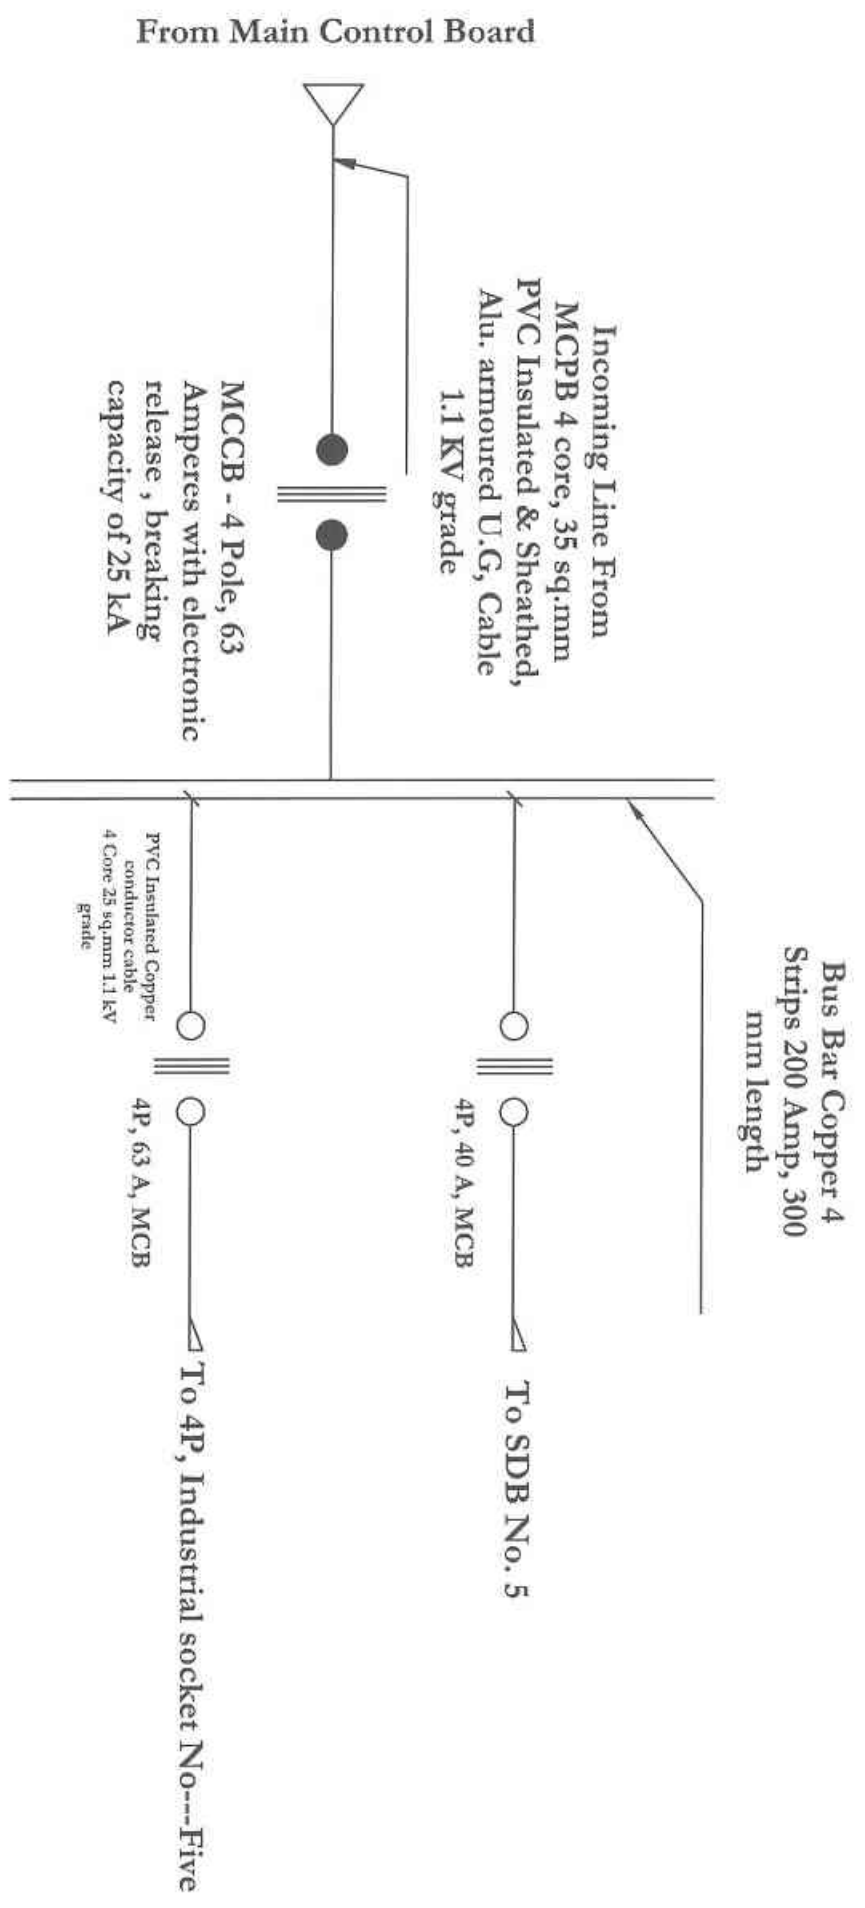 From Main Control Board
Incoming Line From
MCPB 4 core, 35 sq.mm
PVC Insulated & Sheathed,
Alu. armoured U.G, Cable
1.1 KV grade
MCCB - 4 Pole, 63
Amperes with electronic
release , breaking
capacity of 25 kA
Bus Bar Copper 4
Strips 200 Amp, 300
mm length
PVC Insulated Copper
conductor cable
4 Core 25 sq.mm 1.1 kV
grade
4P, 40 A, MCB
To SDB No. 5
4P, 63 A, MCB
To 4P, Industrial socket No---Five